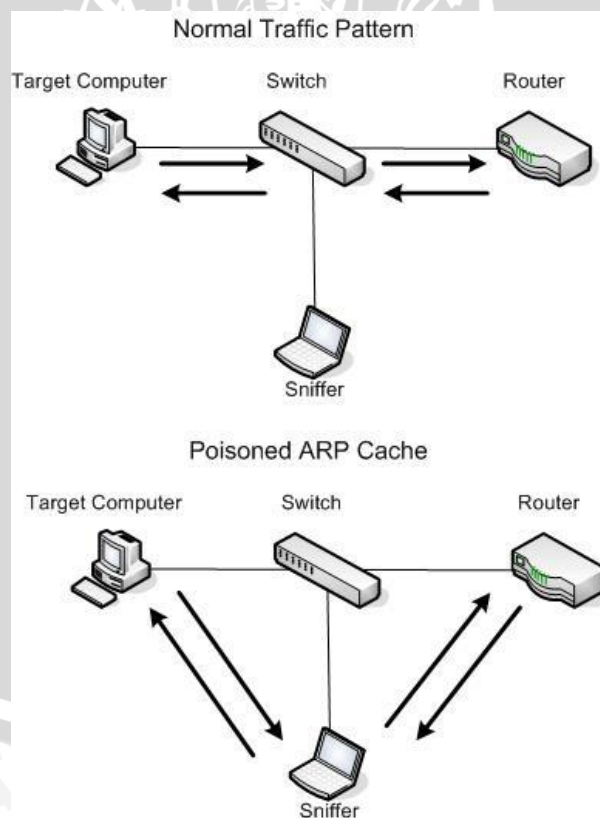 Normal Traffic Pattern
Target Computer Switch Router
Sniffer
Poisoned ARP Cache
Target Computer Switch Router
Sniffer